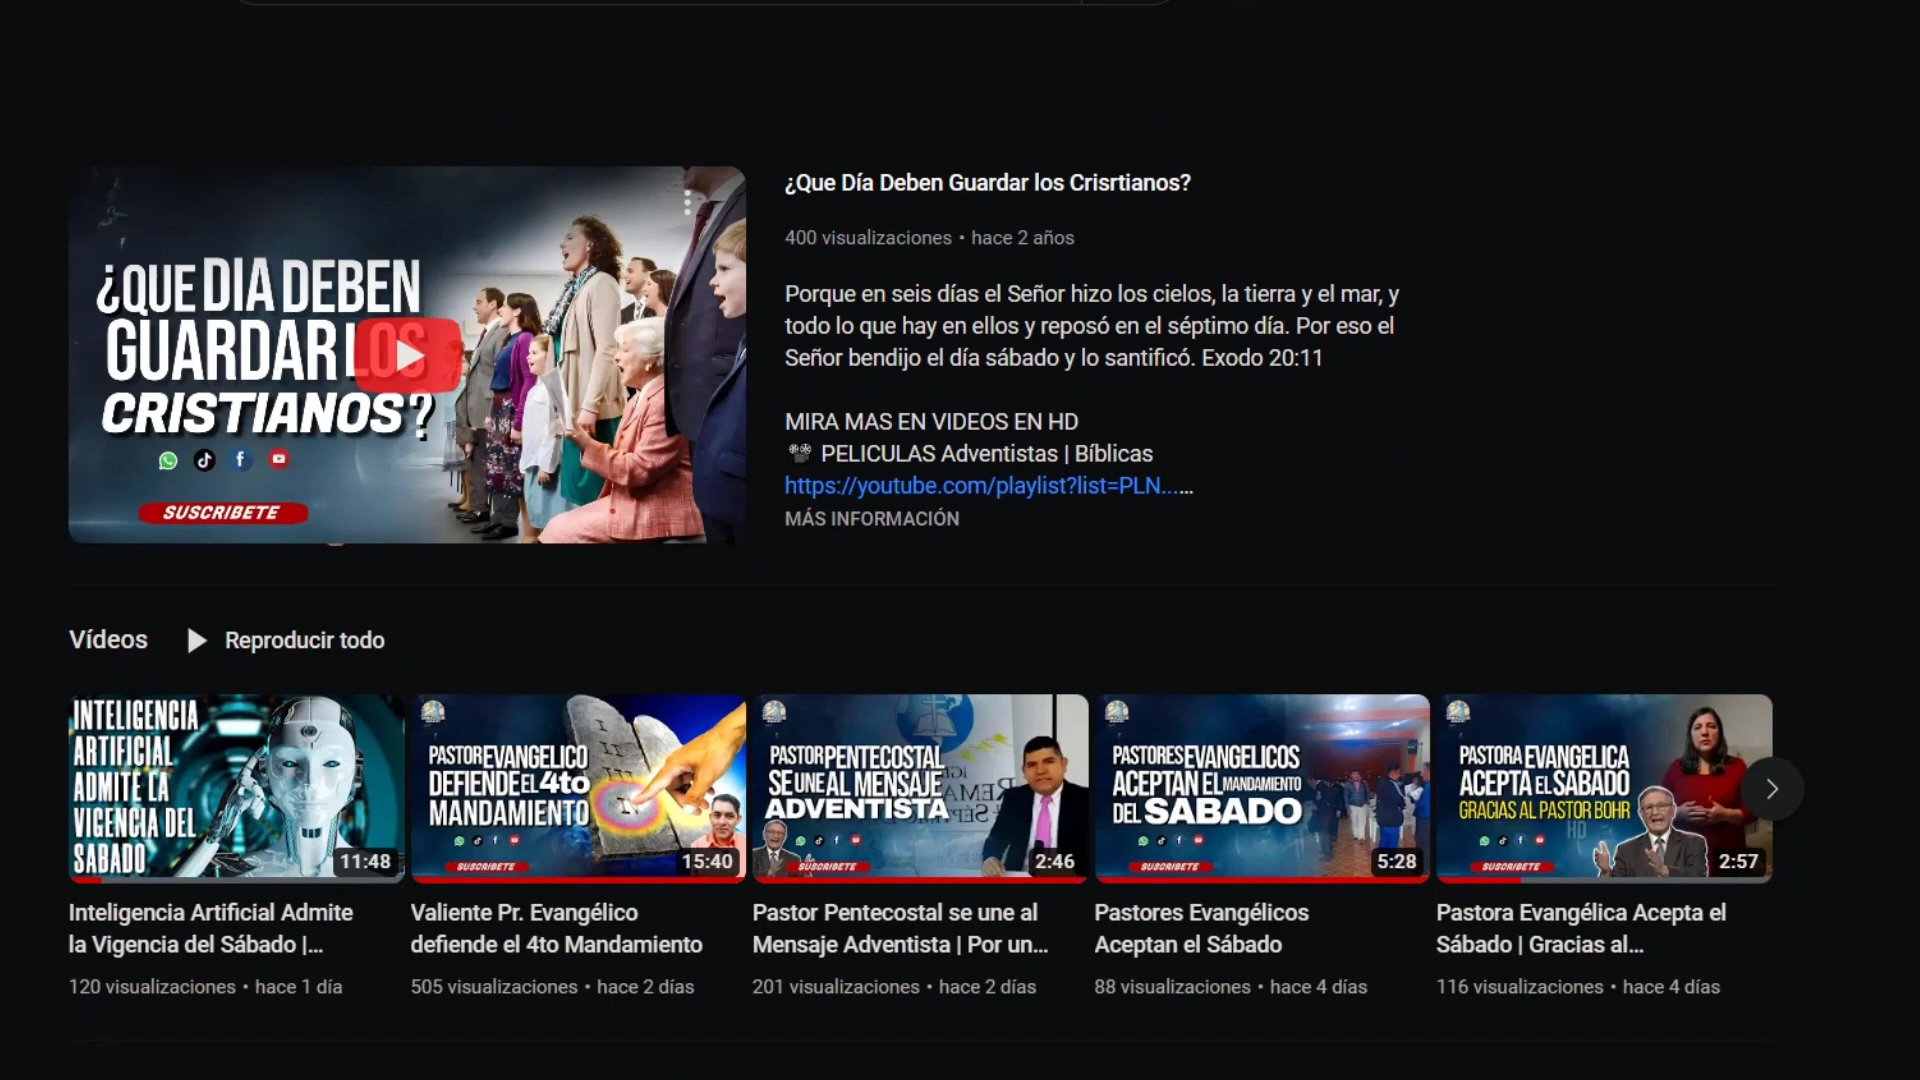 ¿QUE DIA DEBEN
GUARDAR LOS
CRISTIANOS?
SUSCRIBETE
¿Que Día Deben Guardar los Crisrtianos?
400 visualizaciones • hace 2 años
Porque en seis días el Señor hizo los cielos, la tierra y el mar, y
todo lo que hay en ellos y reposó en el séptimo día. Por eso el
Señor bendijo el día sábado y lo santificó. Exodo 20:11
MIRA MAS EN VIDEOS EN HD
📽 PELICULAS Adventistas | Bíblicas
https://youtube.com/playlist?list=PLN......
MÁS INFORMACIÓN
Vídeos
Reproducir todo
INTELIGENCIA
ARTIFICIAL
ADMITE LA
VIGENCIA DEL
SABADO
11:48
Inteligencia Artificial Admite
la Vigencia del Sábado |...
120 visualizaciones • hace 1 día
PASTOR EVANGELICO
DEFIENDE EL 4to
MANDAMIENTO
SUSCRIBETE
I
II
III
IV
15:40
Valiente Pr. Evangélico
defiende el 4to Mandamiento
505 visualizaciones • hace 2 días
PASTOR PENTECOSTAL
SE UNE AL MENSAJE
ADVENTISTA
SUSCRIBETE
2:46
Pastor Pentecostal se une al
Mensaje Adventista | Por un...
201 visualizaciones • hace 2 días
PASTORES EVANGELICOS
ACEPTAN EL MANDAMIENTO
DEL SABADO
SUSCRIBETE
5:28
Pastores Evangélicos
Aceptan el Sábado
88 visualizaciones • hace 4 días
PASTORA EVANGELICA
ACEPTA EL SABADO
GRACIAS AL PASTOR BOHR
HD
SUSCRIBETE
2:57
Pastora Evangélica Acepta el
Sábado | Gracias al...
116 visualizaciones • hace 4 días